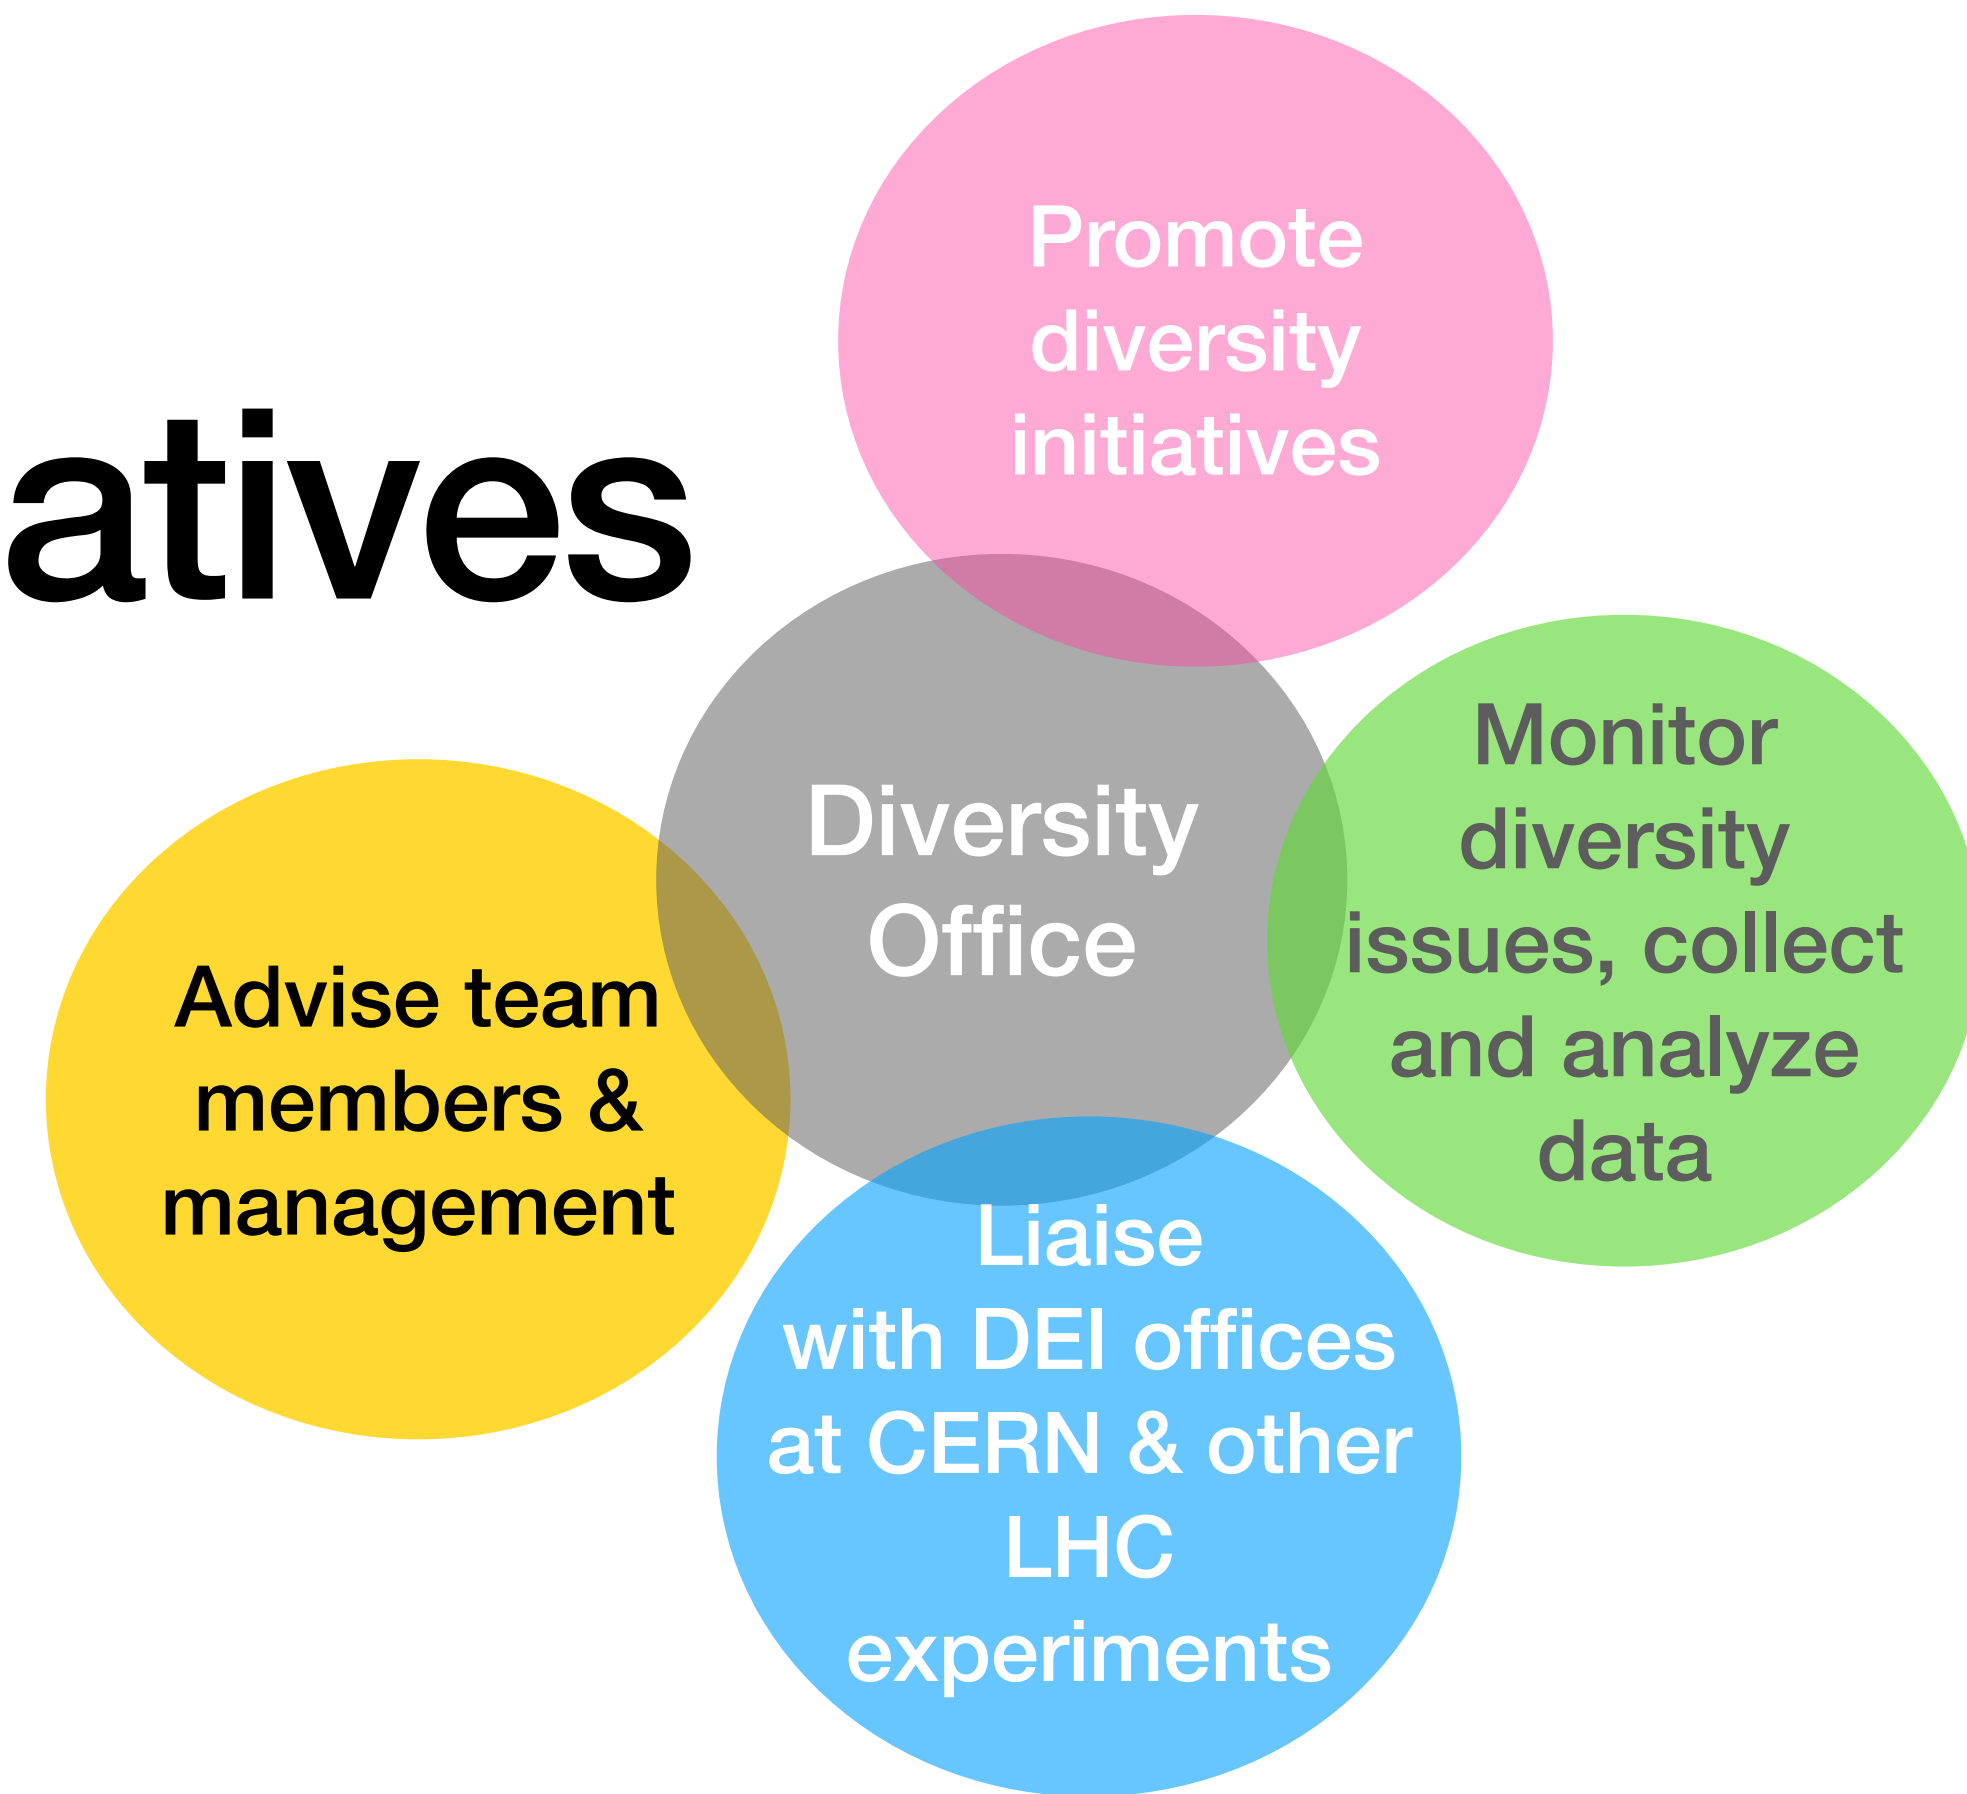 Promote
diversity
initiatives
atives
Diversity
Office
Monitor
diversity
issues, collect
and analyze
data
Advise team
members &
management
Liaise
with DEI offices
at CERN & other
LHC
experiments